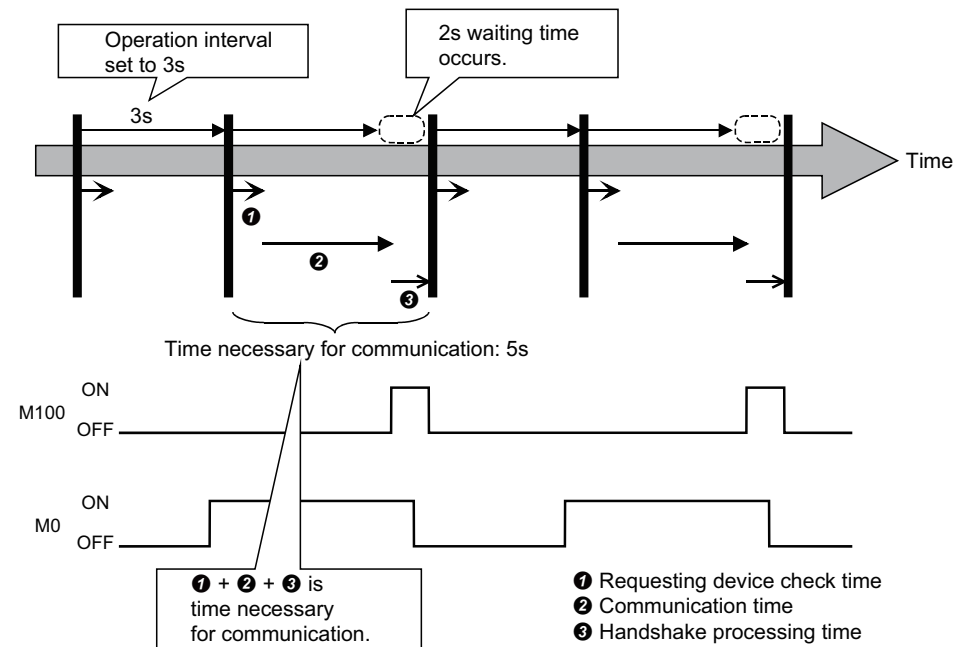 Operation interval
set to 3s
2s waiting time
occurs.
3s
Time
❶
❷
❸
Time necessary for communication: 5s
ON
M100
OFF
ON
M0
OFF
❶ + ❷ + ❸ is
time necessary
for communication.
❶ Requesting device check time
❷ Communication time
❸ Handshake processing time